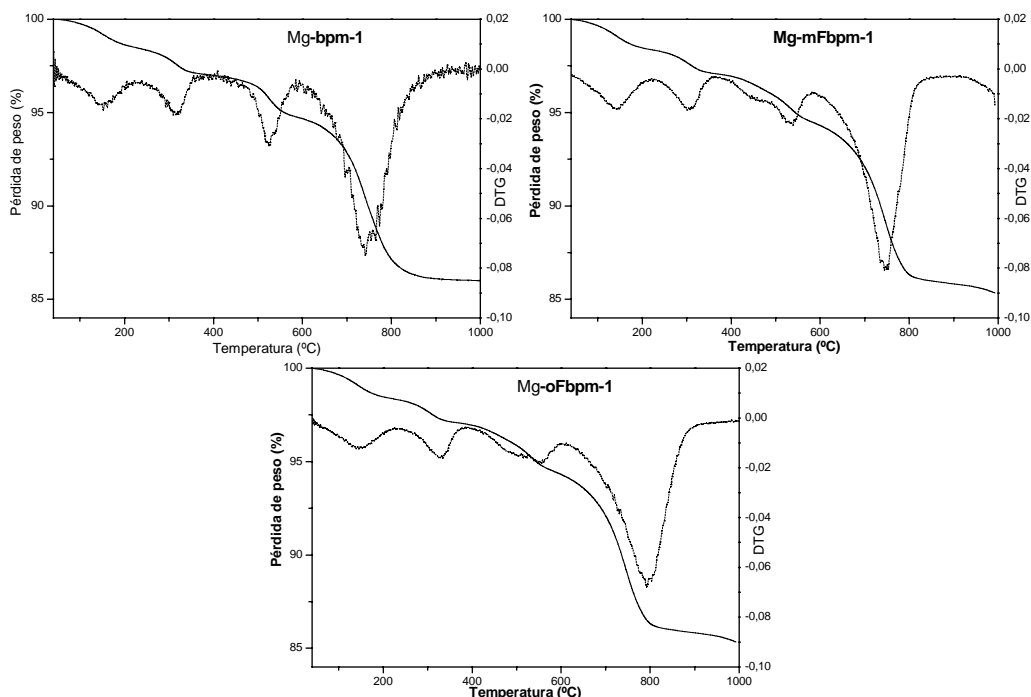 Mg-bpm-1
100
95
90
85
Pérdida de peso (%)
0,02
0,00
-0,02
-0,04
-0,06
-0,08
-0,10
DTG
200 400 600 800 1000
Temperatura (ºC)
Mg-mFbpm-1
100
95
90
85
Pérdida de peso (%)
0,02
0,00
-0,02
-0,04
-0,06
-0,08
-0,10
DTG
200 400 600 800 1000
Temperatura (ºC)
Mg-oFbpm-1
100
95
90
85
Pérdida de peso (%)
0,02
0,00
-0,02
-0,04
-0,06
-0,08
-0,10
DTG
200 400 600 800 1000
Temperatura (ºC)